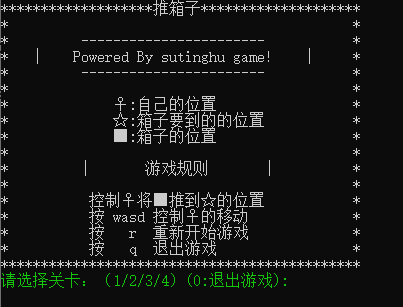 *******************推箱子*******************
-----------------------
| Powered By sutinghu game! |
-----------------------
♀:自己的位置
☆:箱子要到的的位置
■:箱子的位置
| 游戏规则 |
控制♀将■推到☆的位置
按 wasd 控制♀的移动
按 r 重新开始游戏
按 q 退出游戏
********************************************
请选择关卡: (1/2/3/4) (0:退出游戏):